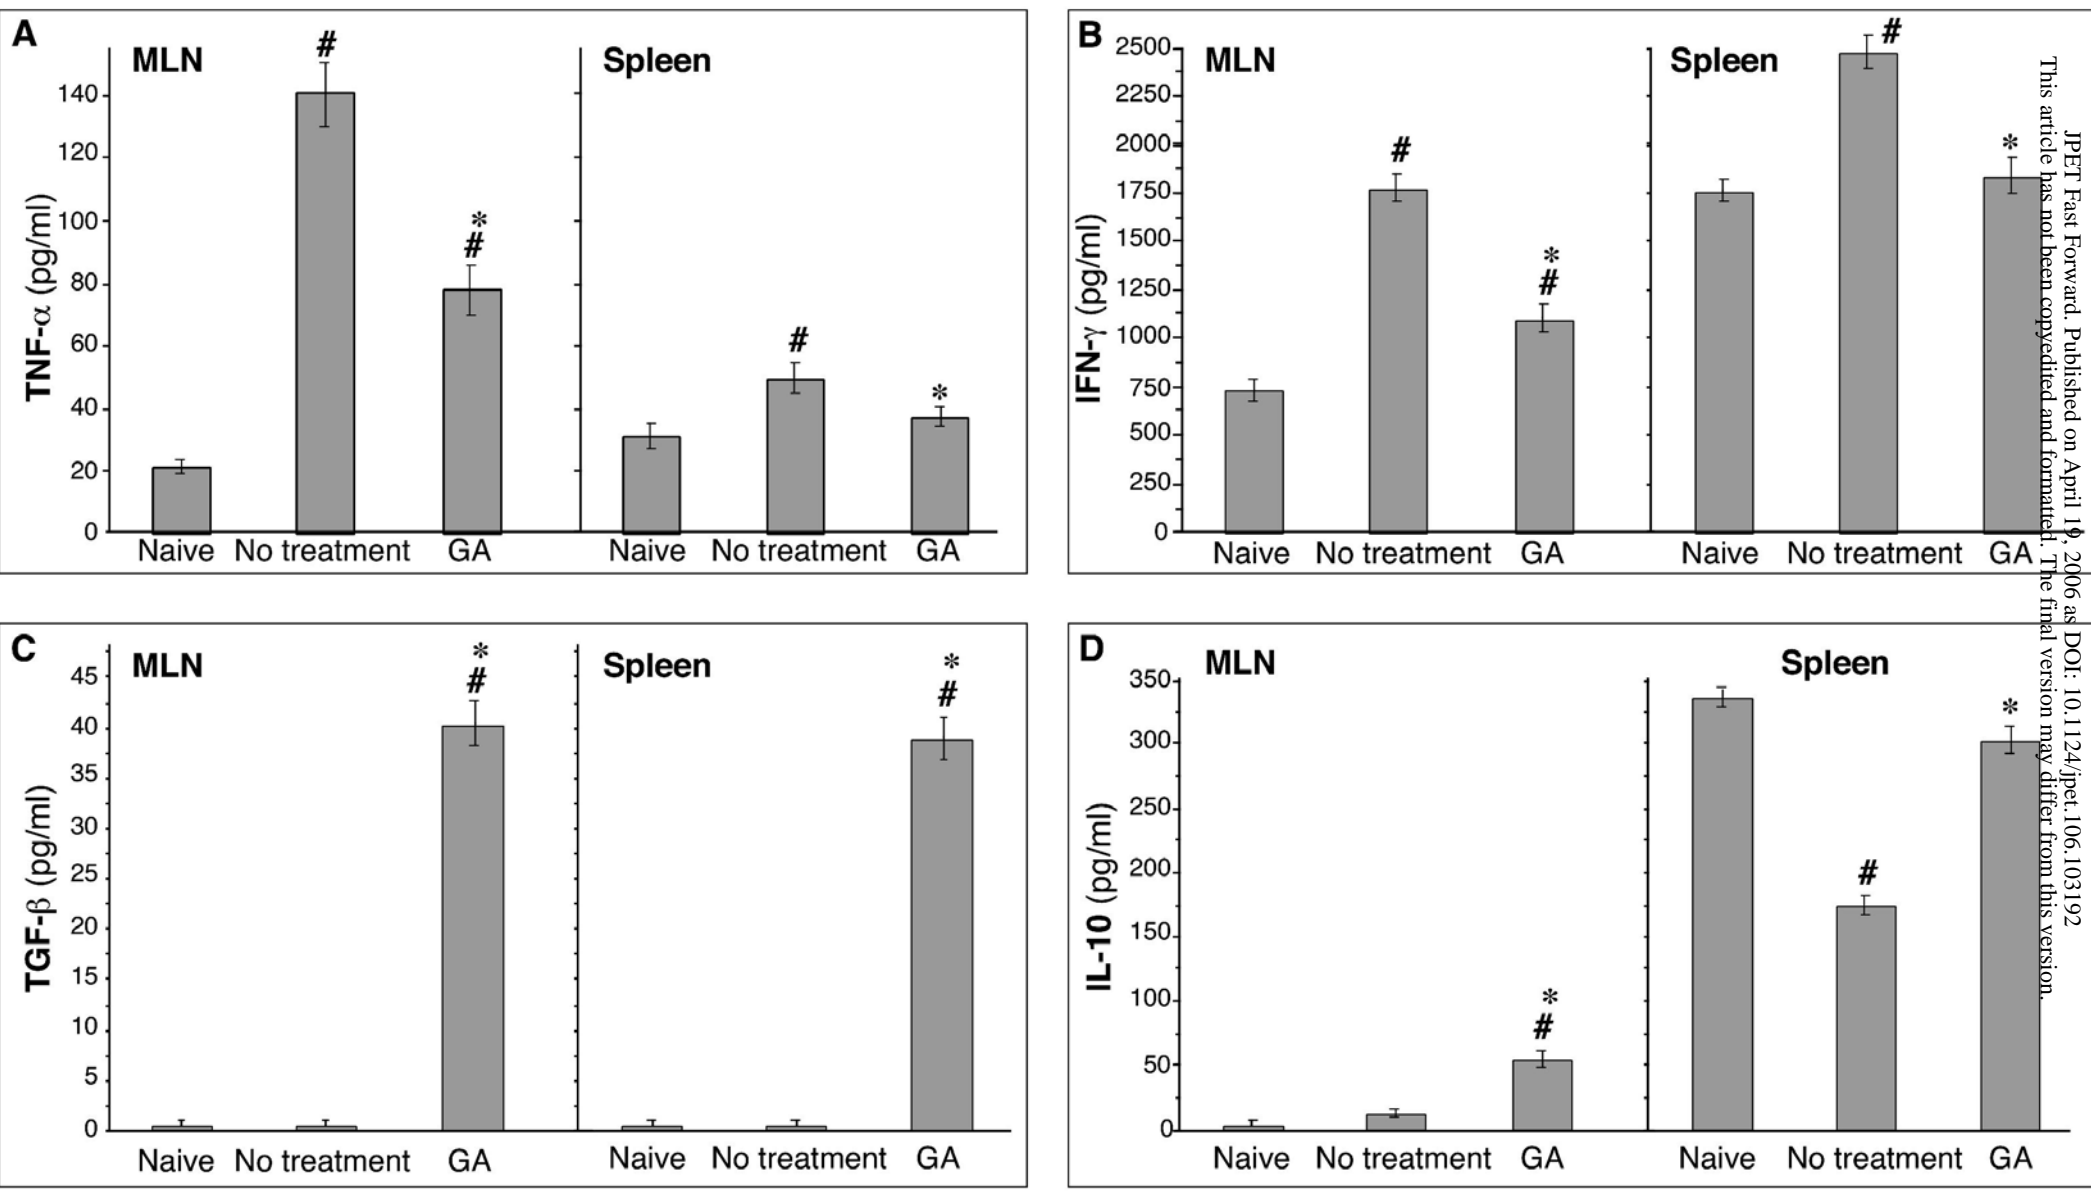 A
MLN
Spleen
#
*
#
#
*
TNF-α (pg/ml)
140
120
100
80
60
40
20
0
Naive No treatment GA Naive No treatment GA
B
MLN
Spleen
#
#
*
#
*
IFN-γ (pg/ml)
2500
2250
2000
1750
1500
1250
1000
750
500
250
0
Naive No treatment GA Naive No treatment GA
C
MLN
Spleen
*
#
*
#
TGF-β (pg/ml)
45
40
35
30
25
20
15
10
5
0
Naive No treatment GA Naive No treatment GA
D
MLN
Spleen
*
#
#
*
IL-10 (pg/ml)
350
300
250
200
150
100
50
0
Naive No treatment GA Naive No treatment GA
JPET Fast Forward. Published on April 19, 2006 as DOI: 10.1124/jpet.106.103192
This article has not been copyedited and formatted. The final version may differ from this version.